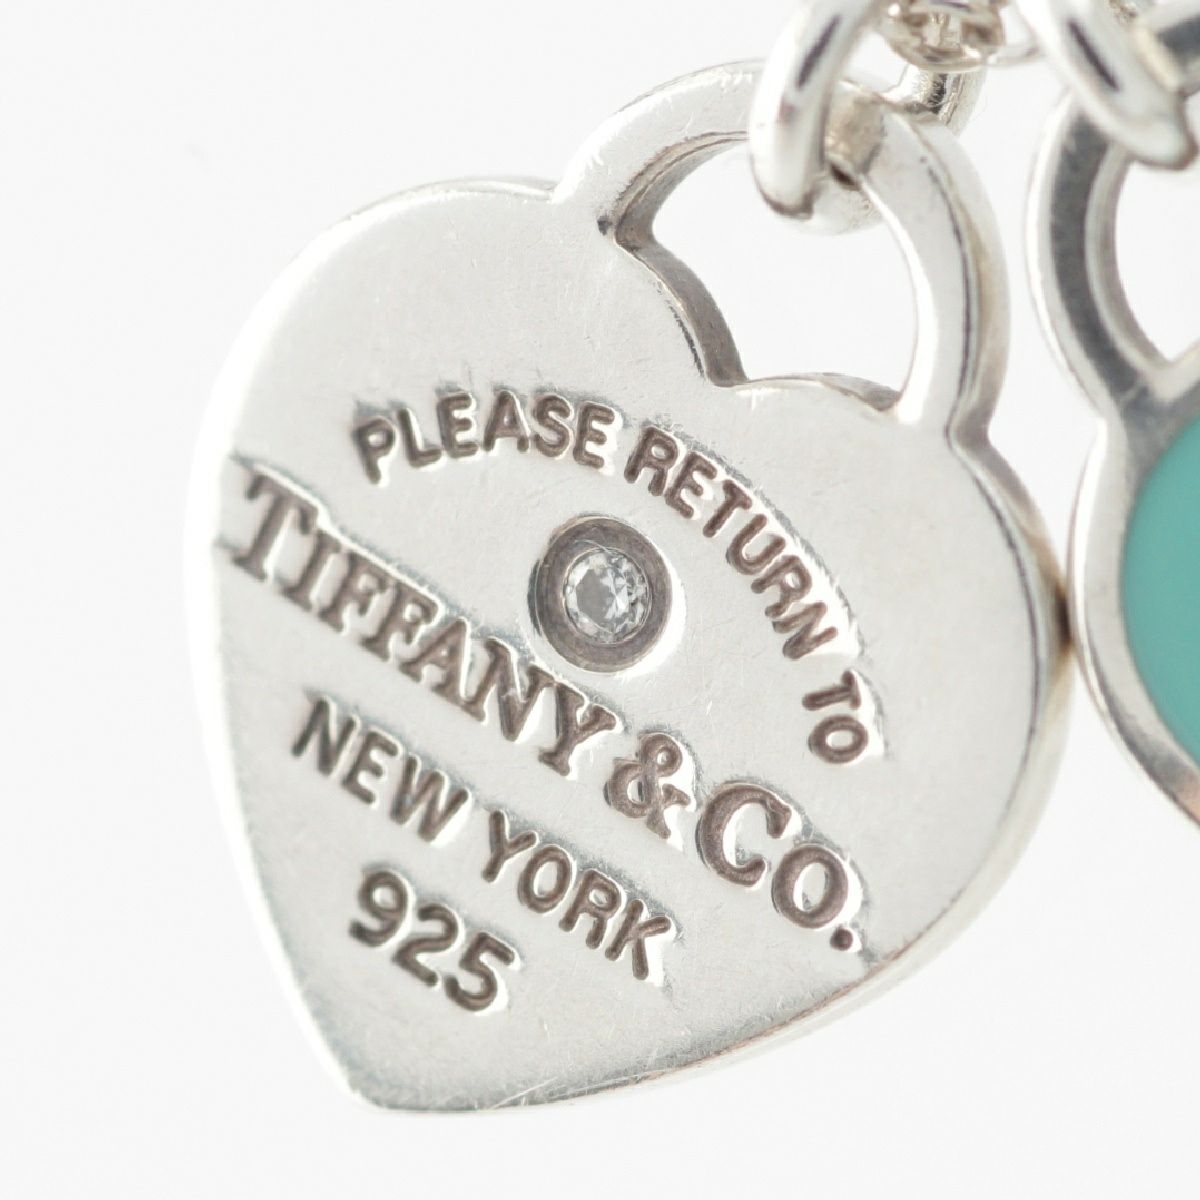 PLEASE RETURN TO
TIFFANY & CO.
NEW YORK
925